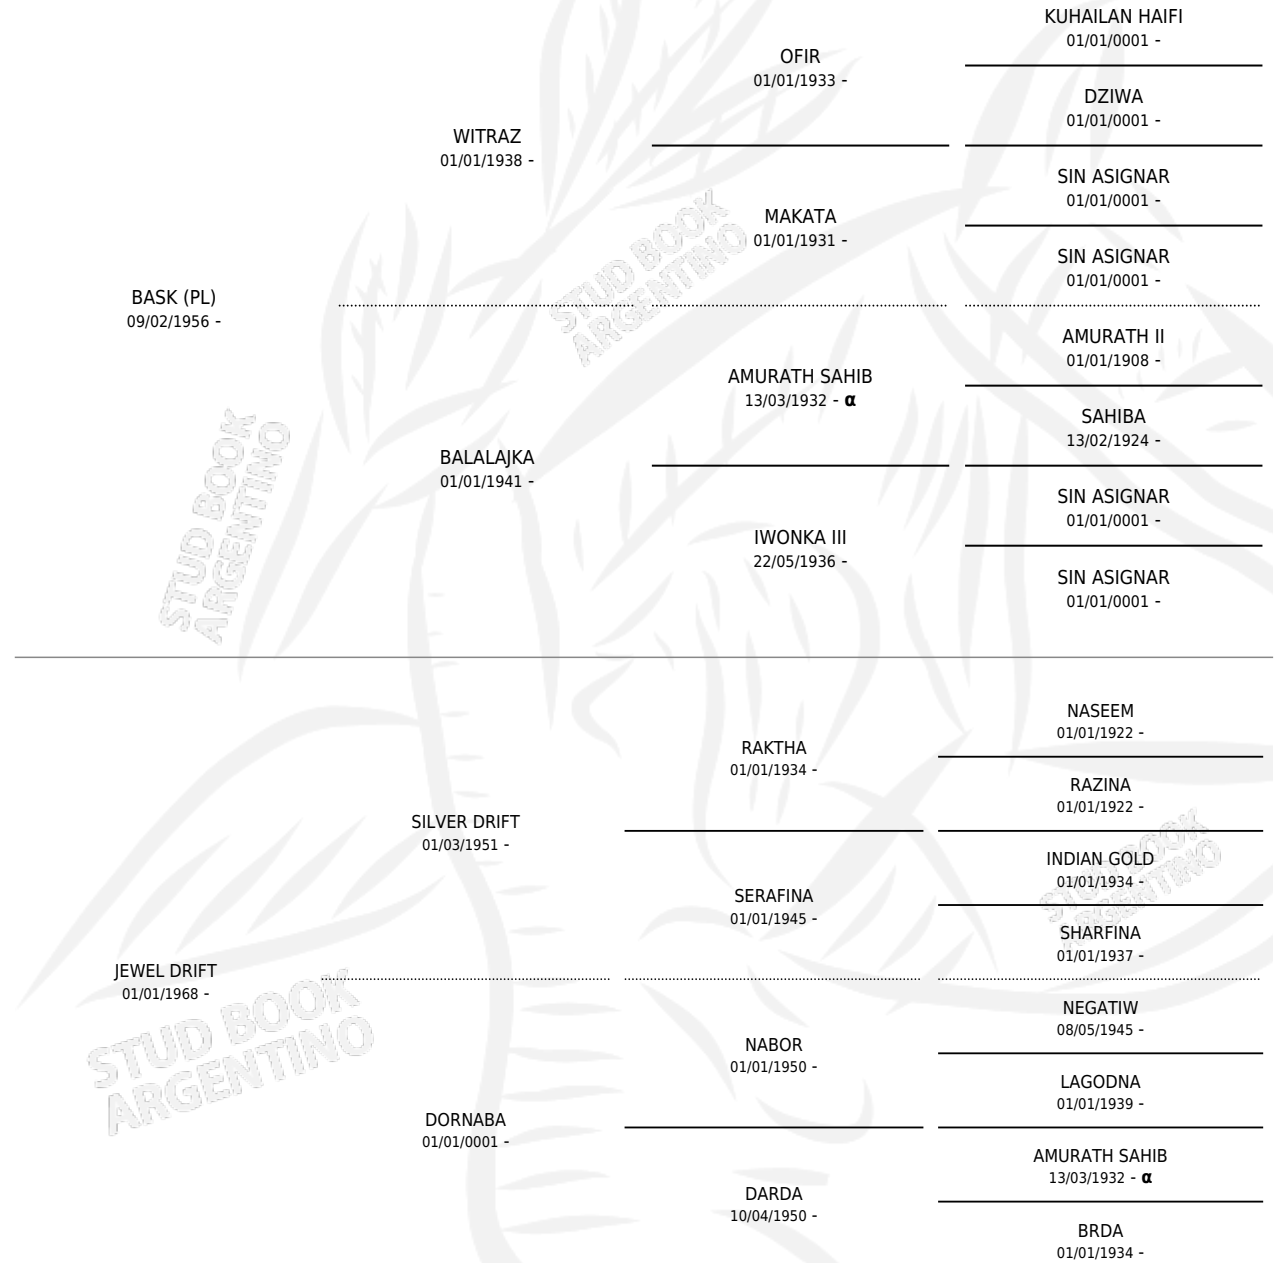 KUHAILAN HAIFI
01/01/0001 -
OFIR
01/01/1933 -
DZIWA
01/01/0001 -
WITRAZ
01/01/1938 -
SIN ASIGNAR
01/01/0001 -
MAKATA
01/01/1931 -
SIN ASIGNAR
01/01/0001 -
BASK (PL)
09/02/1956 -
AMURATH II
01/01/1908 -
AMURATH SAHIB
13/03/1932 - α
SAHIBA
13/02/1924 -
BALALAJKA
01/01/1941 -
SIN ASIGNAR
01/01/0001 -
IWONKA III
22/05/1936 -
SIN ASIGNAR
01/01/0001 -
NASEEM
01/01/1922 -
RAKTHA
01/01/1934 -
RAZINA
01/01/1922 -
SILVER DRIFT
01/03/1951 -
INDIAN GOLD
01/01/1934 -
SERAFINA
01/01/1945 -
SHARFINA
01/01/1937 -
JEWEL DRIFT
01/01/1968 -
NEGATIW
08/05/1945 -
NABOR
01/01/1950 -
LAGODNA
01/01/1939 -
DORNABA
01/01/0001 -
AMURATH SAHIB
13/03/1932 - α
DARDA
10/04/1950 -
BRDA
01/01/1934 -
STUD BOOK
ARGENTINO
STUD BOOK
ARGENTINO
STUD BOOK
ARGENTINO
STUD BOOK
ARGENTINO